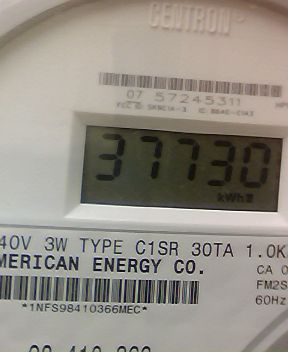 CENTRON
07 57245311
37730
kWh
40V 3W TYPE C1SR 30TA 1.0K
MERICAN ENERGY CO.
CA 0
FM2S
60Hz
*1NFS98410366MEC*